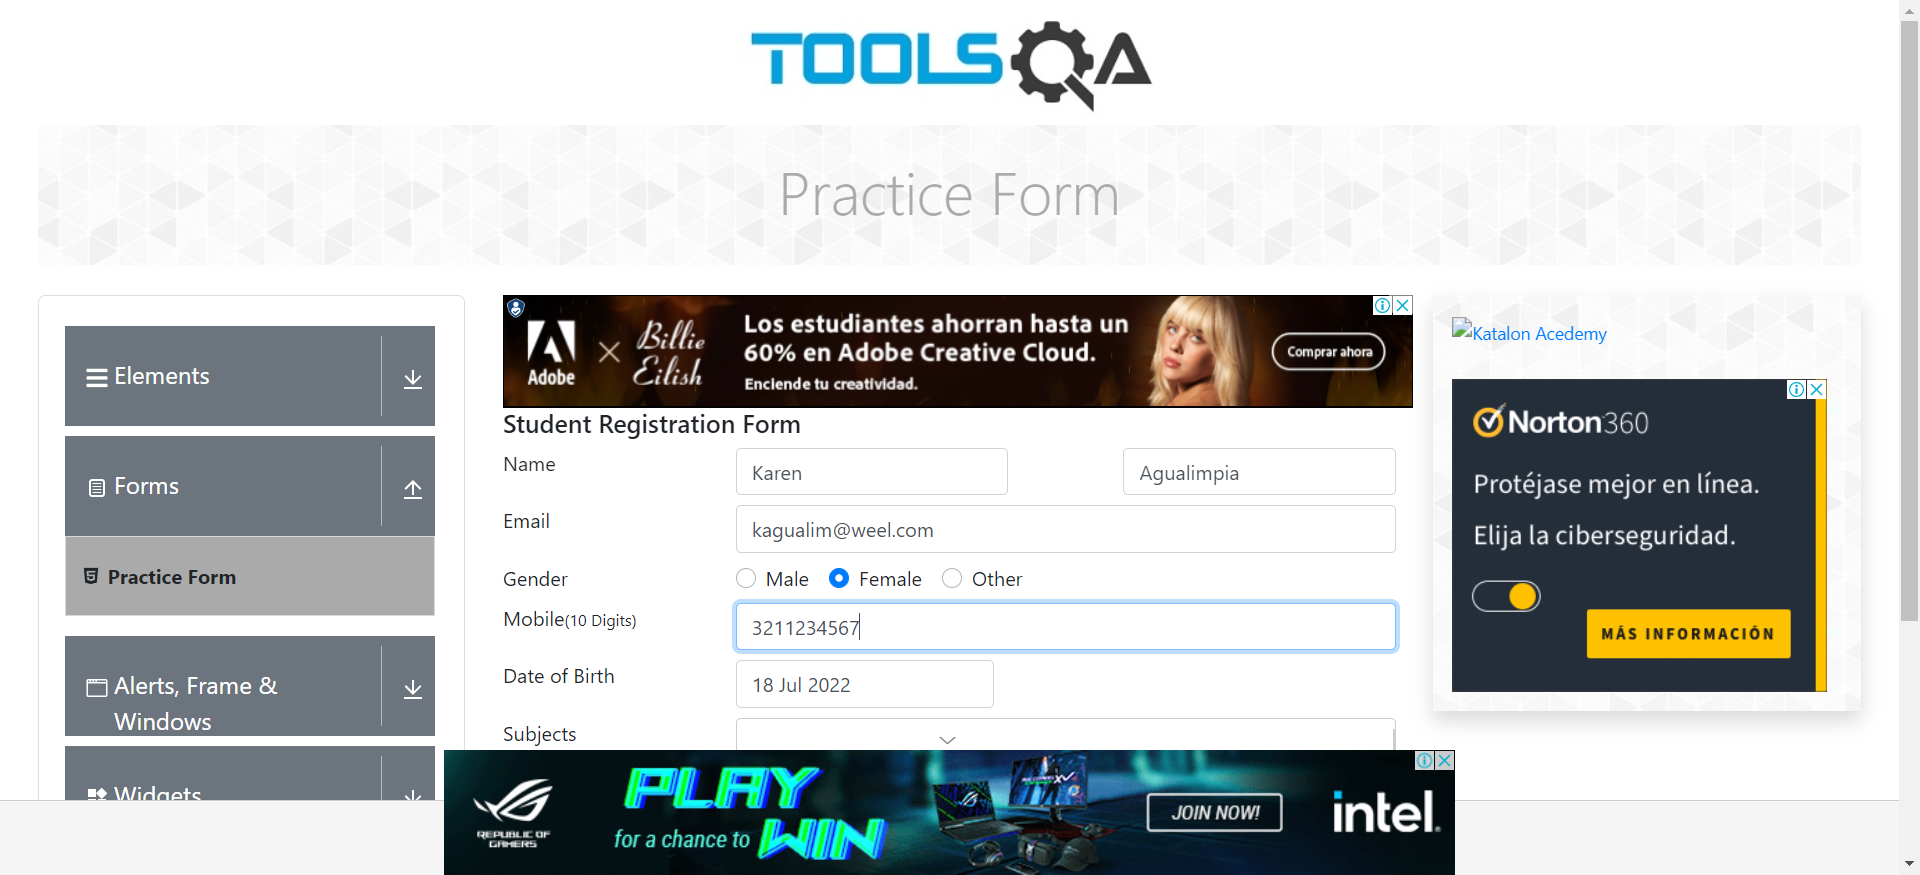 TOOLSQA
Practice Form
Elements
Forms
Practice Form
Alerts, Frame &
Windows
Widgets
Adobe
Billie
Eilish
Los estudiantes ahorran hasta un
60% en Adobe Creative Cloud.
Enciende tu creatividad.
Comprar ahora
Student Registration Form
Name
Karen
Agualimpia
Email
kagualim@weel.com
Gender
Male
Female
Other
Mobile(10 Digits)
3211234567
Date of Birth
18 Jul 2022
Subjects
Katalon Acedemy
Norton360
Protéjase mejor en línea.
Elija la ciberseguridad.
MÁS INFORMACIÓN
REPUBLIC OF
GAMERS
PLAY
for a chance to WIN
JOIN NOW!
intel.